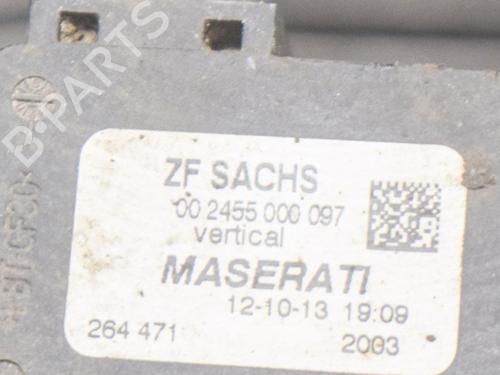 B-PARTS
ZF SACHS
00 2455 000 097
vertical
MASERATI
12-10-13 19:09
264 471 2003